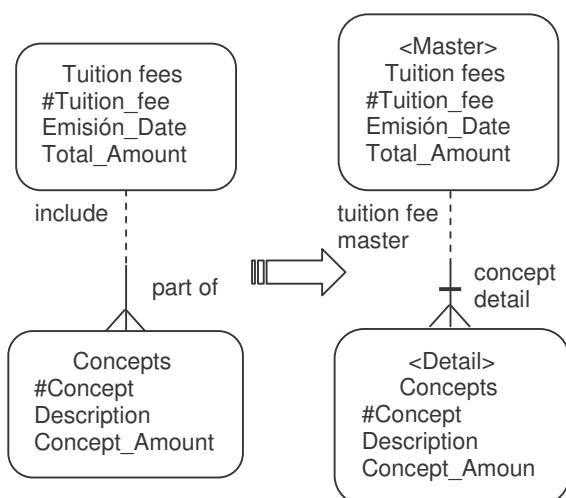 Tuition fees
#Tuition_fee
Emisión_Date
Total_Amount
include
part of
Concepts
#Concept
Description
Concept_Amount
<Master>
Tuition fees
#Tuition_fee
Emisión_Date
Total_Amount
tuition fee
master
concept
detail
<Detail>
Concepts
#Concept
Description
Concept_Amoun